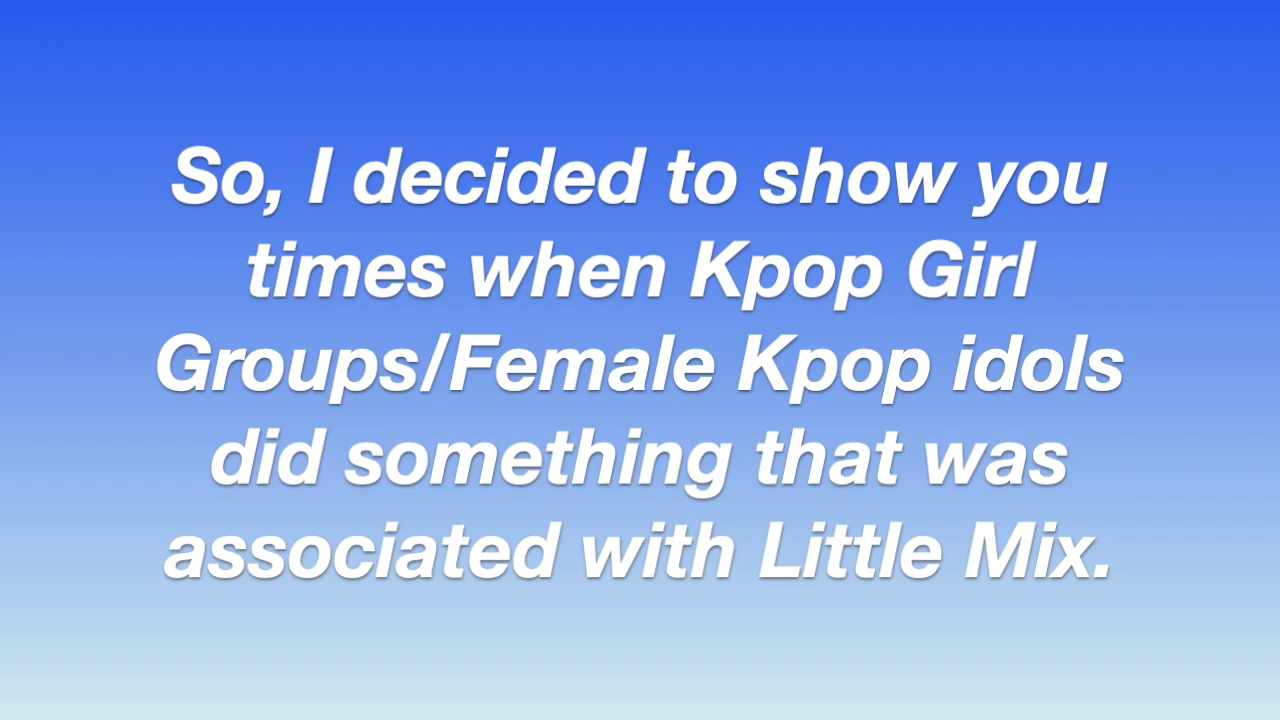 So, I decided to show you
times when Kpop Girl
Groups/Female Kpop idols
did something that was
associated with Little Mix.